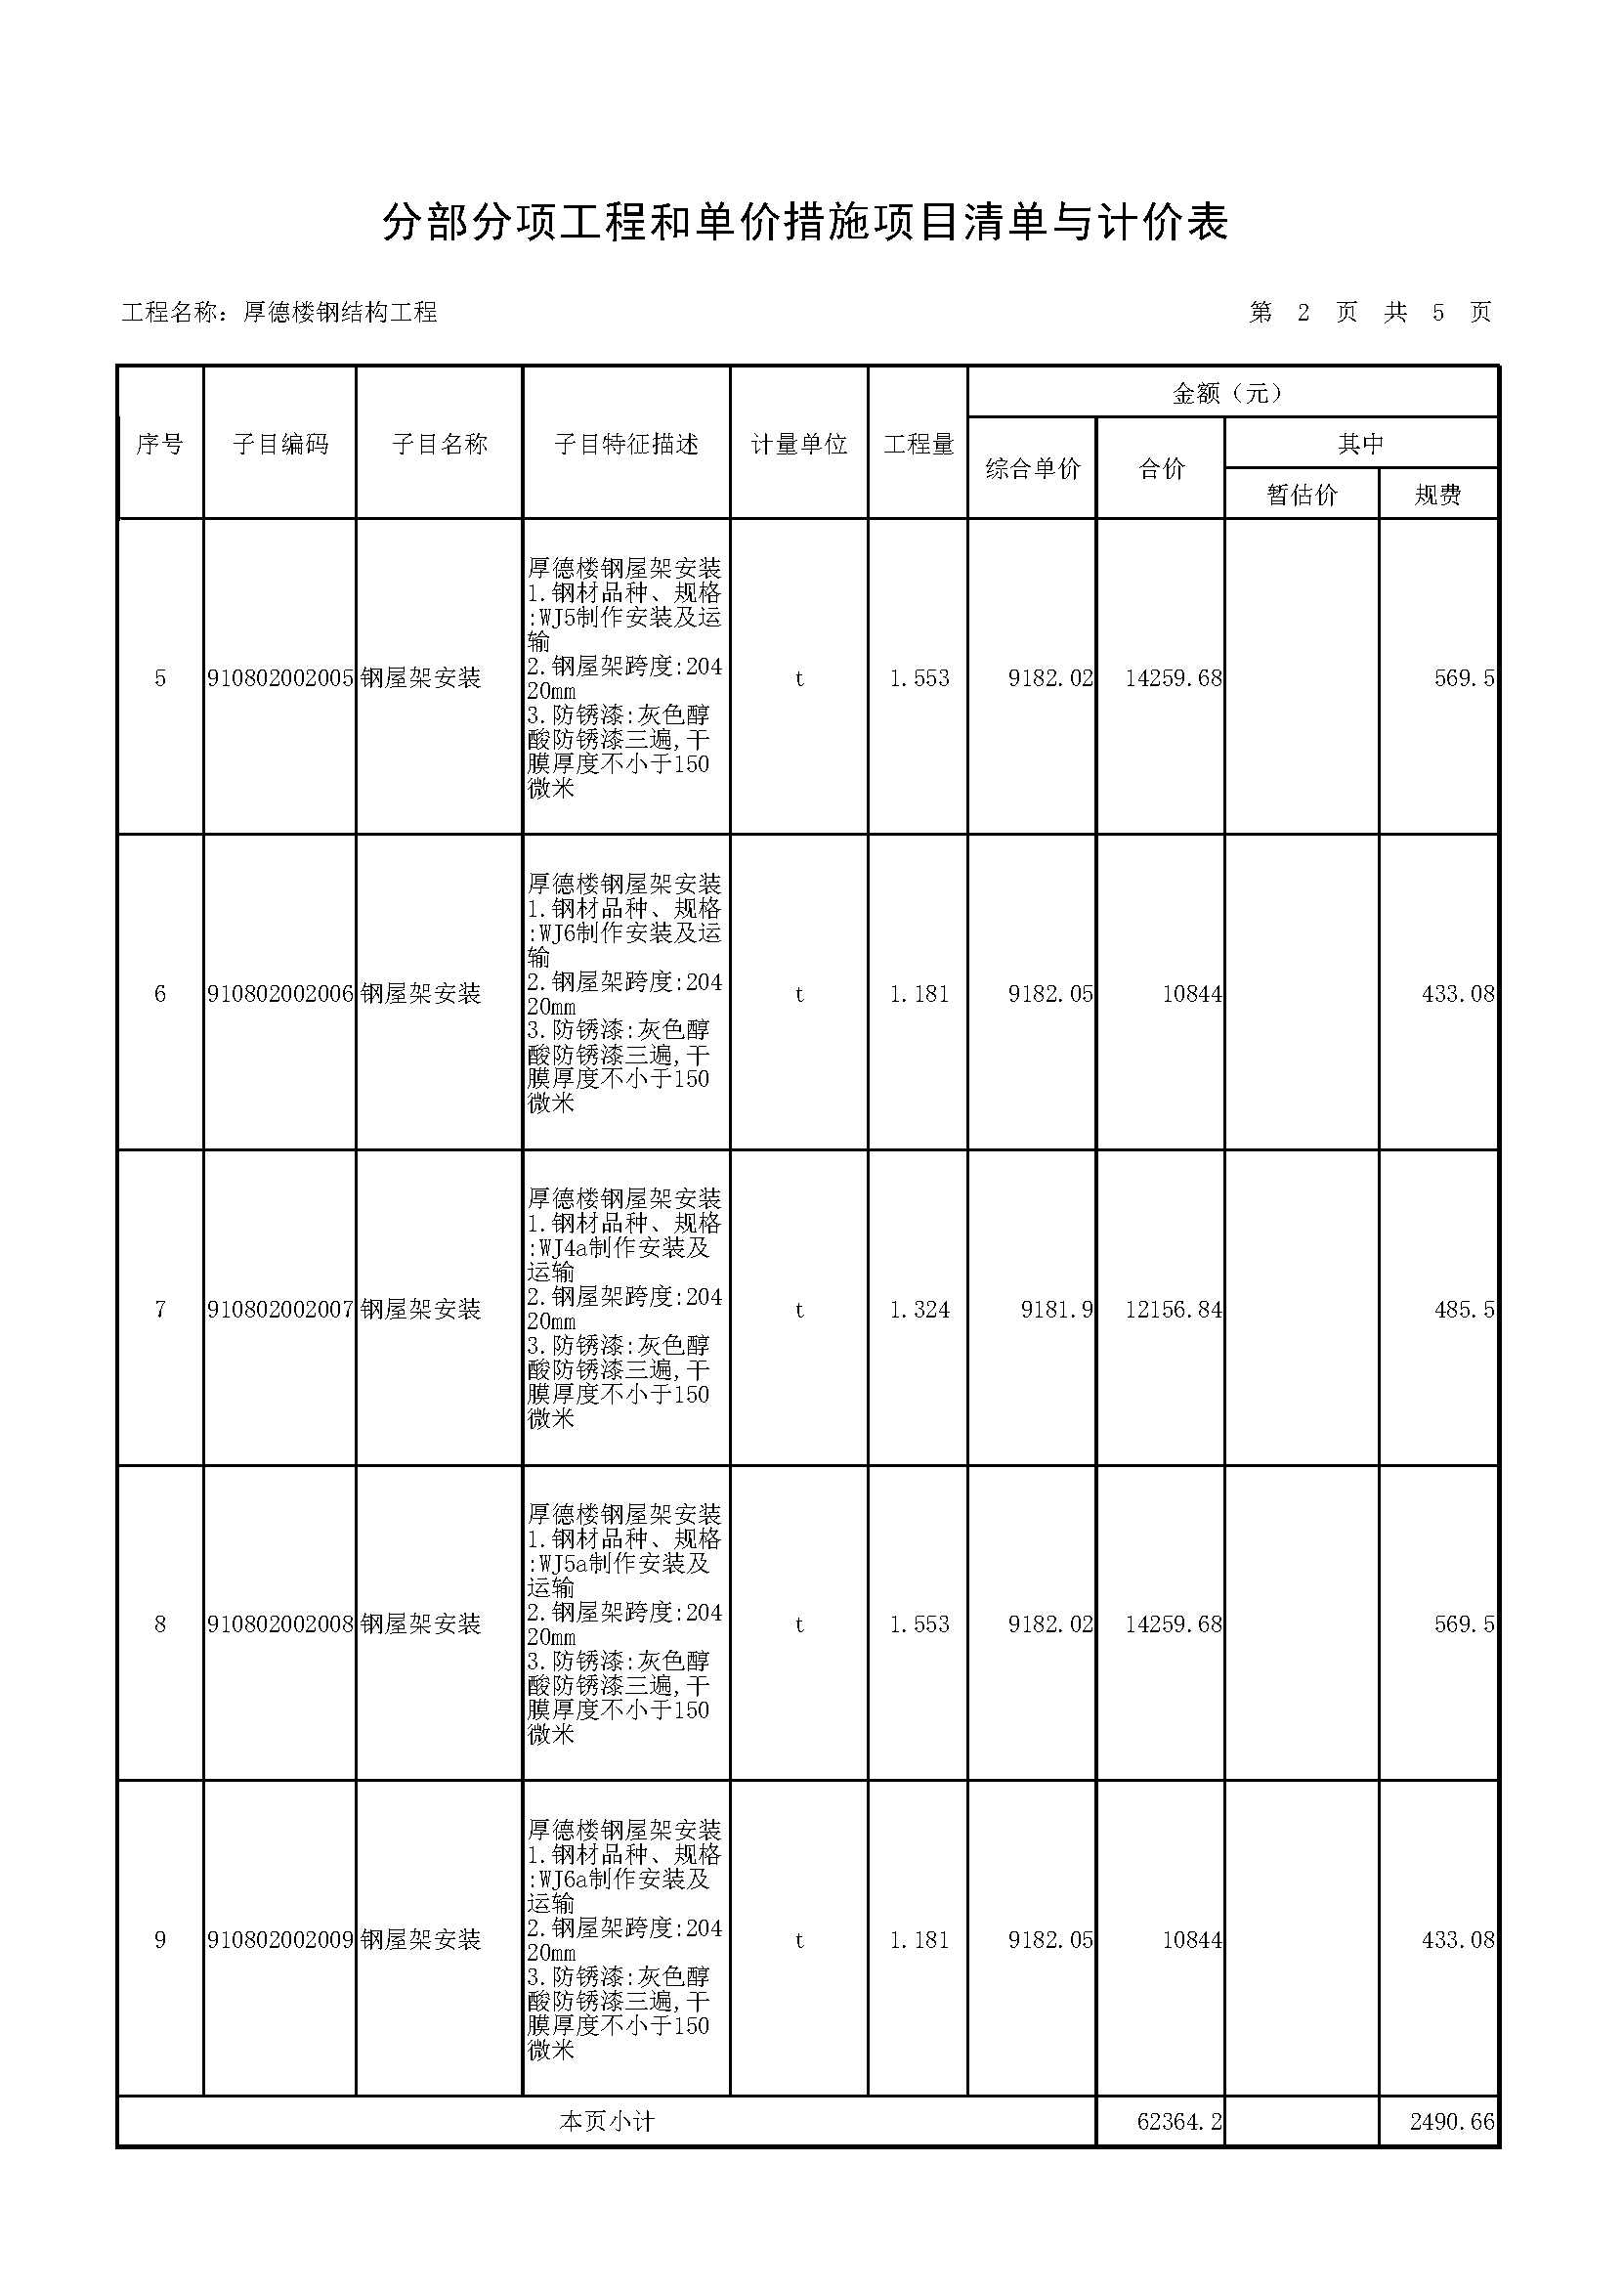 分部分项工程和单价措施项目清单与计价表
工程名称：厚德楼钢结构工程 第 2 页 共 5 页
金额（元）
序号 子目编码 子目名称 子目特征描述 计量单位 工程量 其中
综合单价 合价
暂估价 规费
厚德楼钢屋架安装
1.钢材品种、规格
:WJ5制作安装及运
输
2.钢屋架跨度:204
5 910802002005 钢屋架安装 t 1.553 9182.02 14259.68 569.5
20mm
3.防锈漆:灰色醇
酸防锈漆三遍,干
膜厚度不小于150
微米
厚德楼钢屋架安装
1.钢材品种、规格
:WJ6制作安装及运
输
2.钢屋架跨度:204
6 910802002006 钢屋架安装 t 1.181 9182.05 10844 433.08
20mm
3.防锈漆:灰色醇
酸防锈漆三遍,干
膜厚度不小于150
微米
厚德楼钢屋架安装
1.钢材品种、规格
:WJ4a制作安装及
运输
2.钢屋架跨度:204
7 910802002007 钢屋架安装 t 1.324 9181.9 12156.84 485.5
20mm
3.防锈漆:灰色醇
酸防锈漆三遍,干
膜厚度不小于150
微米
厚德楼钢屋架安装
1.钢材品种、规格
:WJ5a制作安装及
运输
2.钢屋架跨度:204
8 910802002008 钢屋架安装 t 1.553 9182.02 14259.68 569.5
20mm
3.防锈漆:灰色醇
酸防锈漆三遍,干
膜厚度不小于150
微米
厚德楼钢屋架安装
1.钢材品种、规格
:WJ6a制作安装及
运输
2.钢屋架跨度:204
9 910802002009 钢屋架安装 t 1.181 9182.05 10844 433.08
20mm
3.防锈漆:灰色醇
酸防锈漆三遍,干
膜厚度不小于150
微米
本页小计 62364.2 2490.66